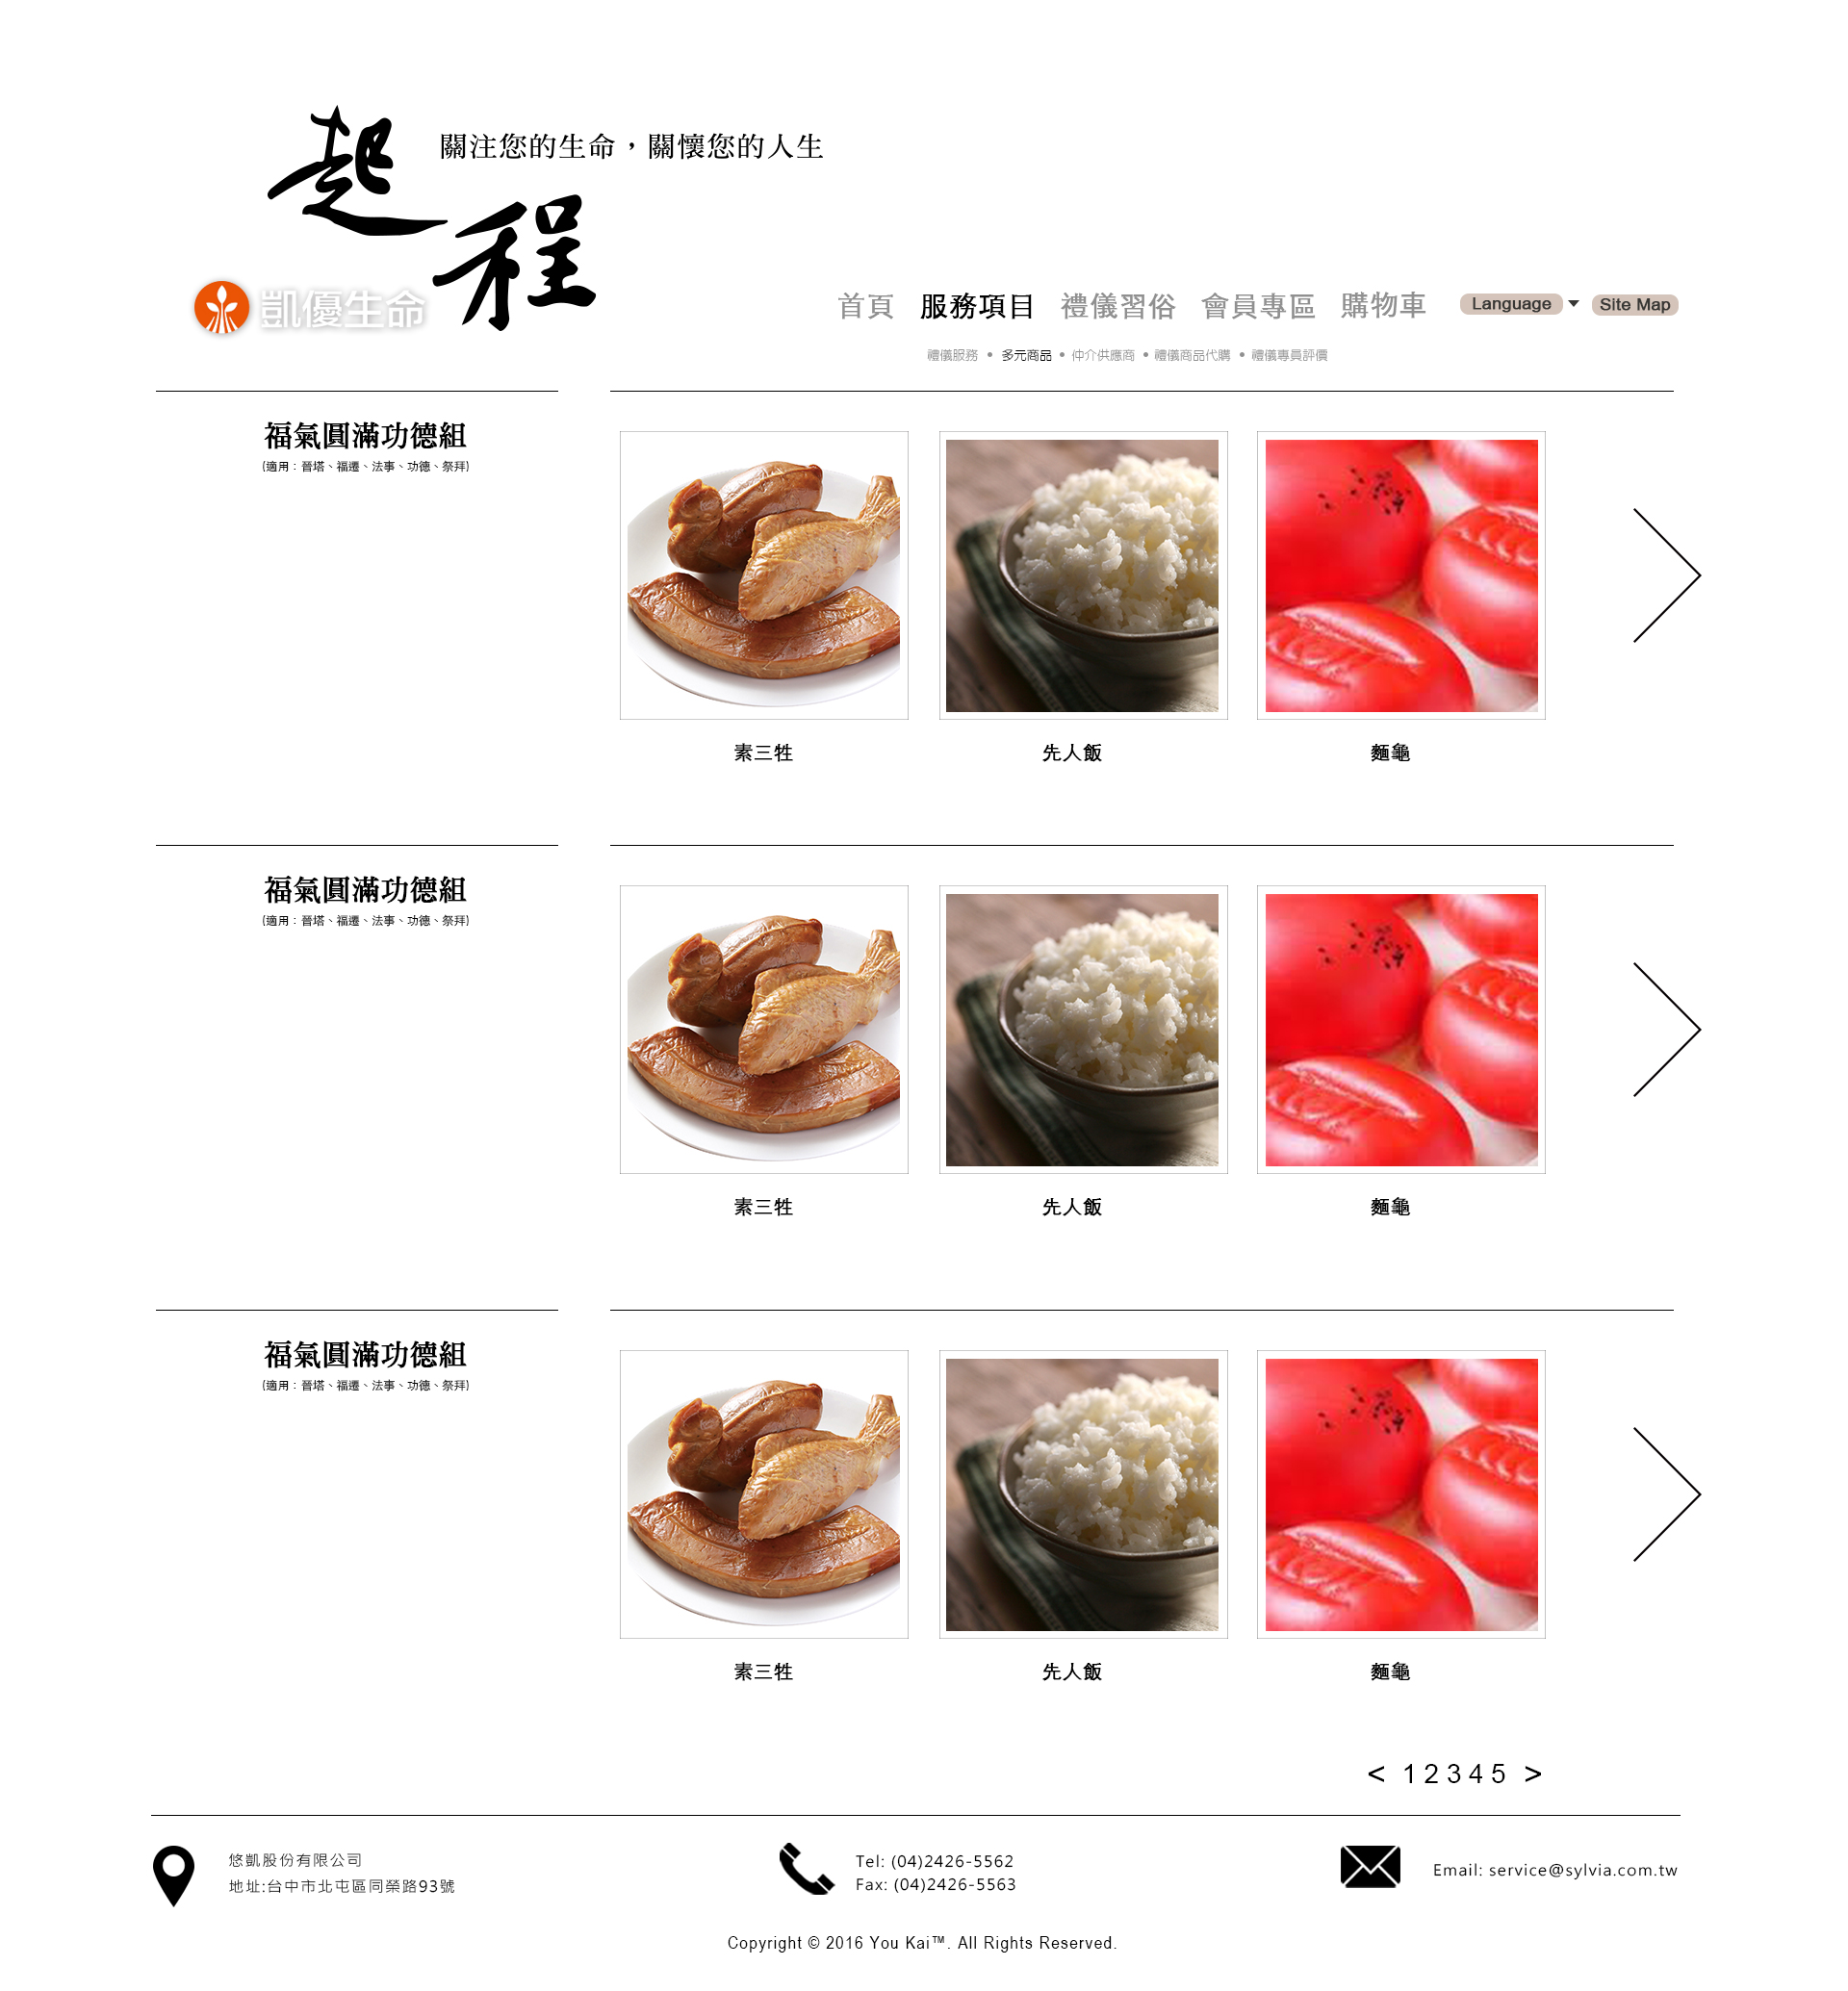 起程
關注您的生命，關懷您的人生
凱優生命
首頁 服務項目 禮儀習俗 會員專區 購物車 Language Site Map
禮儀服務 • 多元商品 • 仲介供應商 • 禮儀商品代購 • 禮儀專員評價
福氣圓滿功德組
(適用：晉塔、福遷、法事、功德、祭拜)
素三牲 先人飯 麵龜
福氣圓滿功德組
(適用：晉塔、福遷、法事、功德、祭拜)
素三牲 先人飯 麵龜
福氣圓滿功德組
(適用：晉塔、福遷、法事、功德、祭拜)
素三牲 先人飯 麵龜
< 1 2 3 4 5 >
悠凱股份有限公司
地址:台中市北屯區同榮路93號
Tel: (04)2426-5562
Fax: (04)2426-5563
Email: service@sylvia.com.tw
Copyright © 2016 You Kai™. All Rights Reserved.